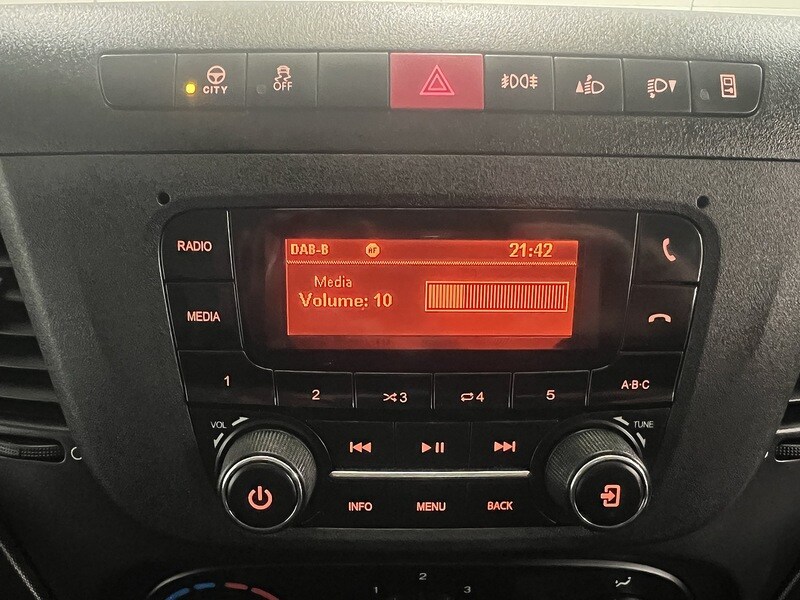 CITY
OFF
RADIO
DAB-B AF 21:42
Media
Volume: 10
MEDIA
1 2 3 4 5 A·B·C
VOL TUNE
INFO MENU BACK
1 2 3